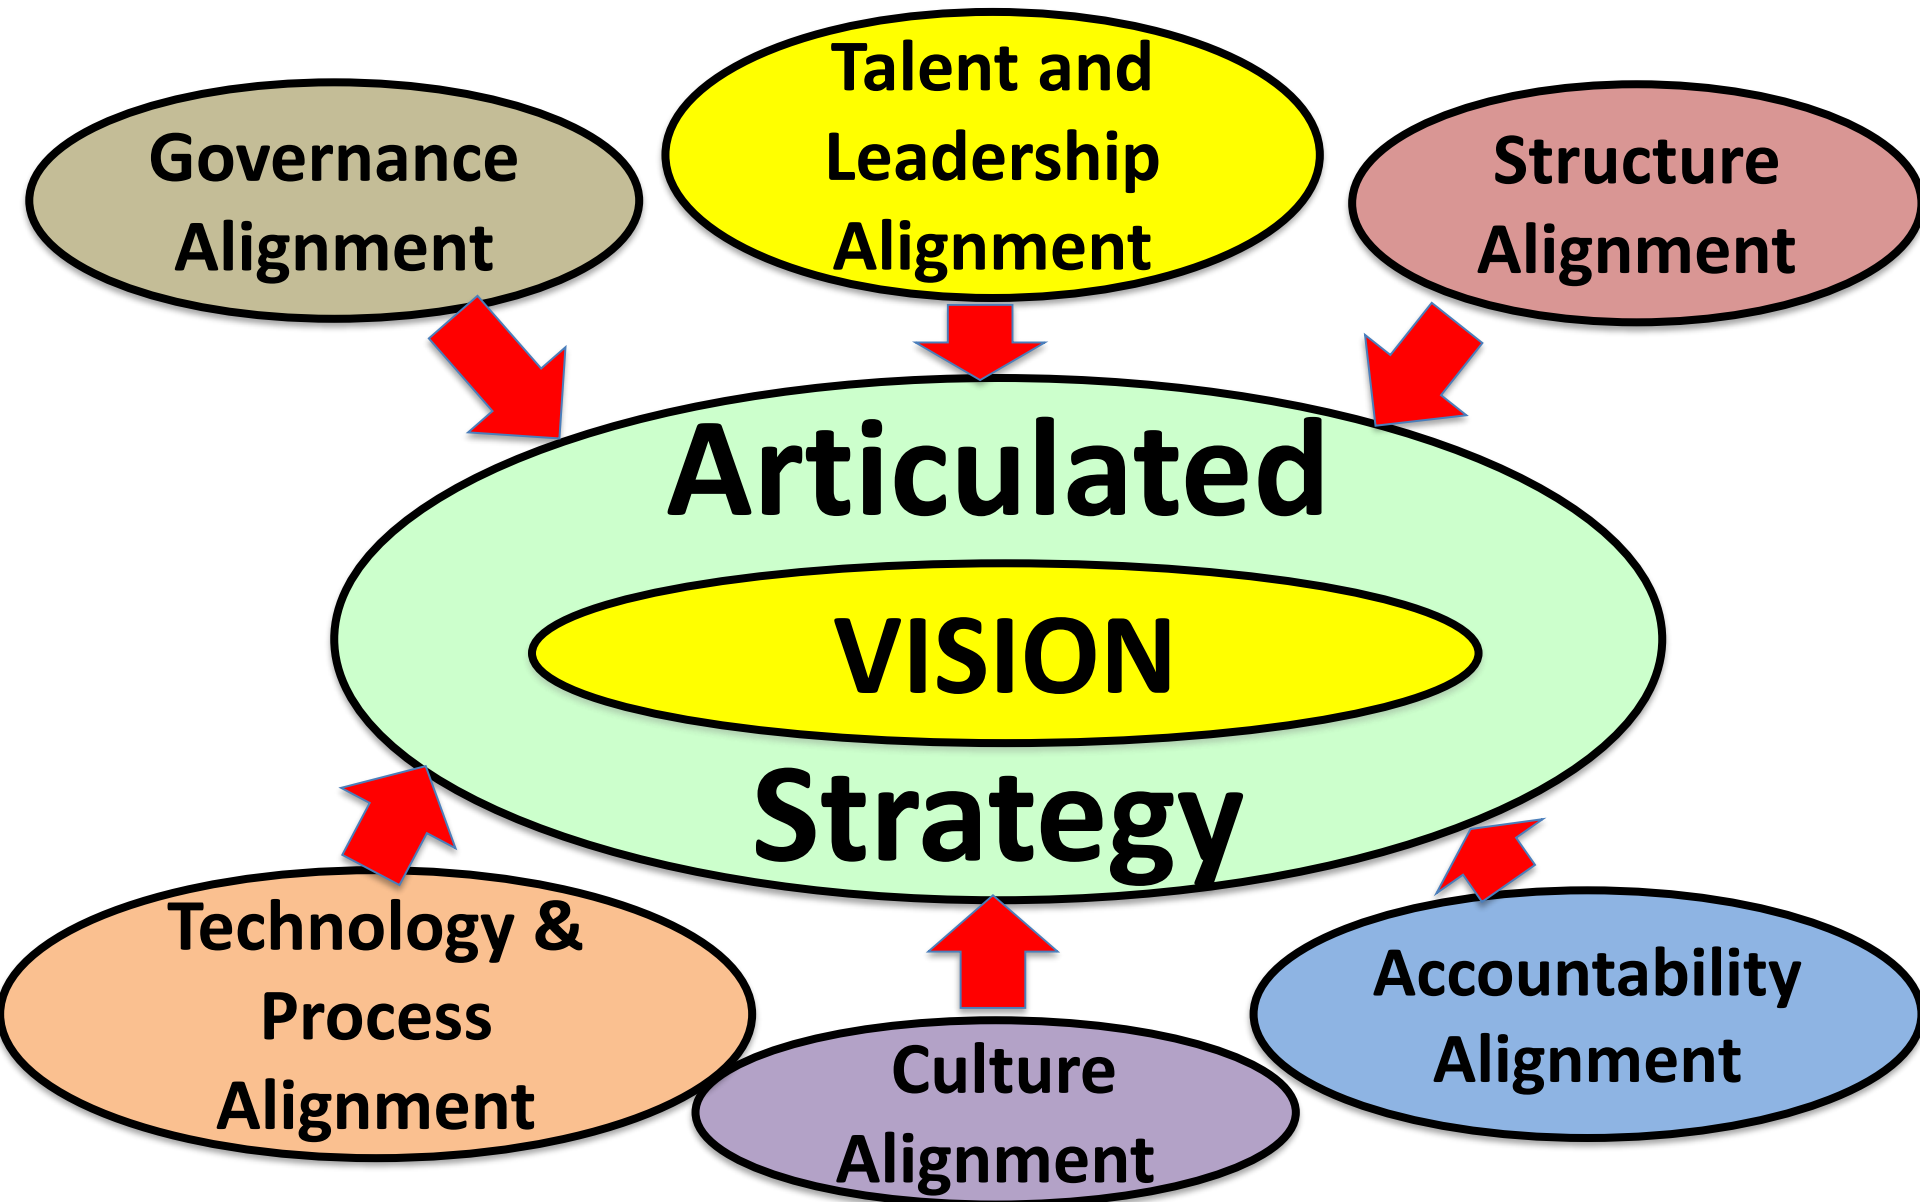 Talent and
Leadership
Alignment
Governance
Alignment
Structure
Alignment
Articulated
VISION
Strategy
Technology &
Process
Alignment
Culture
Alignment
Accountability
Alignment